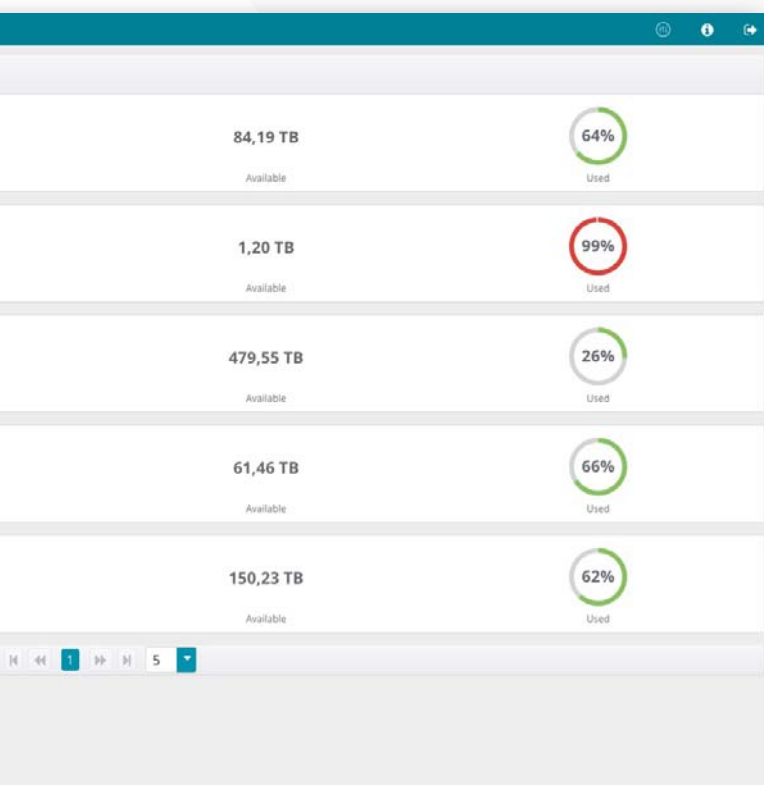 84,19 TB 64%
Available Used
1,20 TB 99%
Available Used
479,55 TB 26%
Available Used
61,46 TB 66%
Available Used
150,23 TB 62%
Available Used
1 5